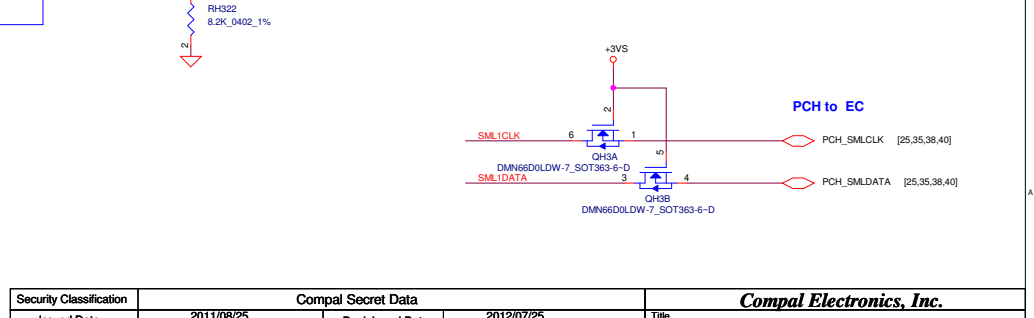 RH322
8.2K_0402_1%
2
+3VS
2
PCH to EC
SML1CLK
6
1
PCH_SMLCLK [25,35,38,40]
QH3A
5
DMN66D0LDW-7_SOT363-6~D
SML1DATA
3
4
PCH_SMLDATA [25,35,38,40]
QH3B
DMN66D0LDW-7_SOT363-6~D
A
Security Classification
Compal Secret Data
Compal Electronics, Inc.
2011/08/25
2012/07/25
Title